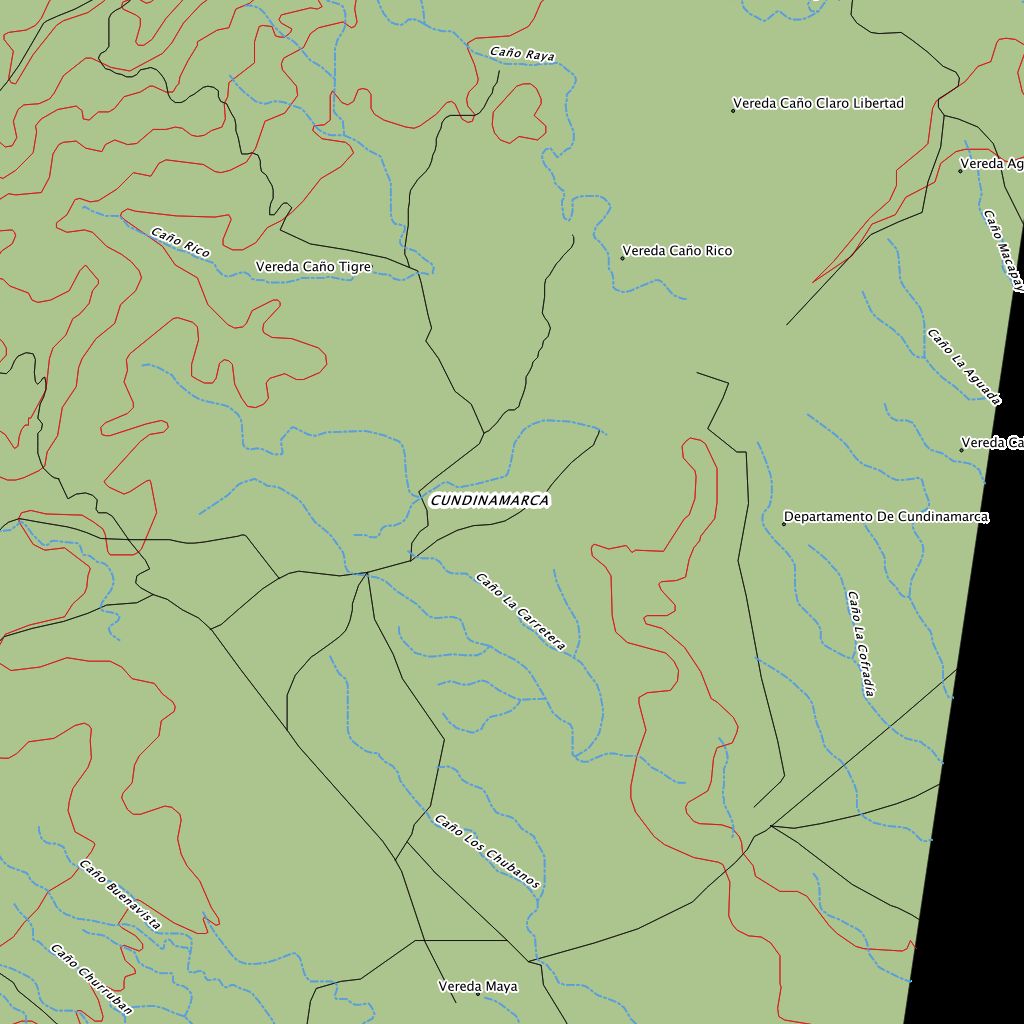 Caño Raya
Vereda Caño Claro Libertad
Vereda Ag
Caño Rico
Vereda Caño Tigre
Vereda Caño Rico
Caño Macapay
Caño La Aguada
Vereda Ca
CUNDINAMARCA
Departamento De Cundinamarca
Caño La Carretera
Caño La Cofradía
Caño Los Chubanos
Caño Buenavista
Caño Churruban
Vereda Maya